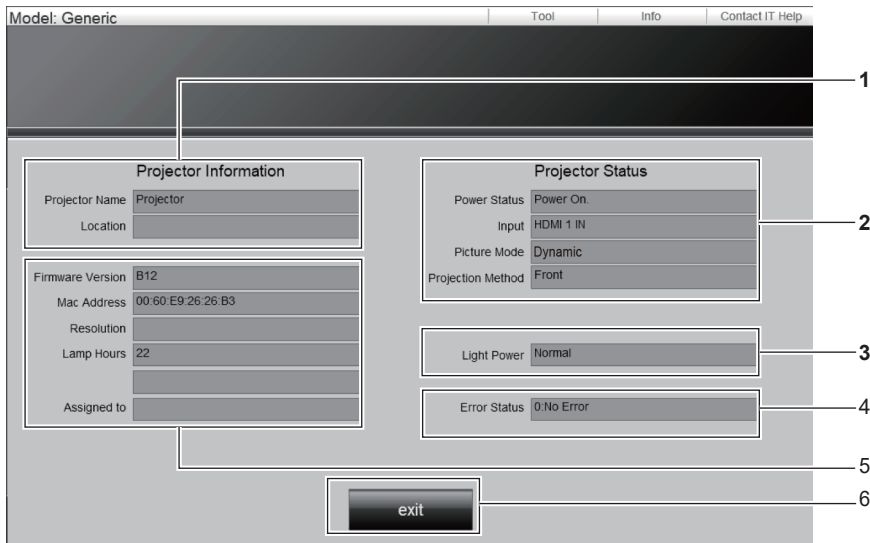 Model: Generic
Tool
Info
Contact IT Help
1
Projector Information
Projector Name Projector
Location
Projector Status
Power Status Power On.
Input HDMI 1 IN
Picture Mode Dynamic
Projection Method Front
2
Firmware Version B12
Mac Address 00:60:E9:26:26:B3
Resolution
Lamp Hours 22
Assigned to
Light Power Normal
3
Error Status 0:No Error
4
5
exit
6